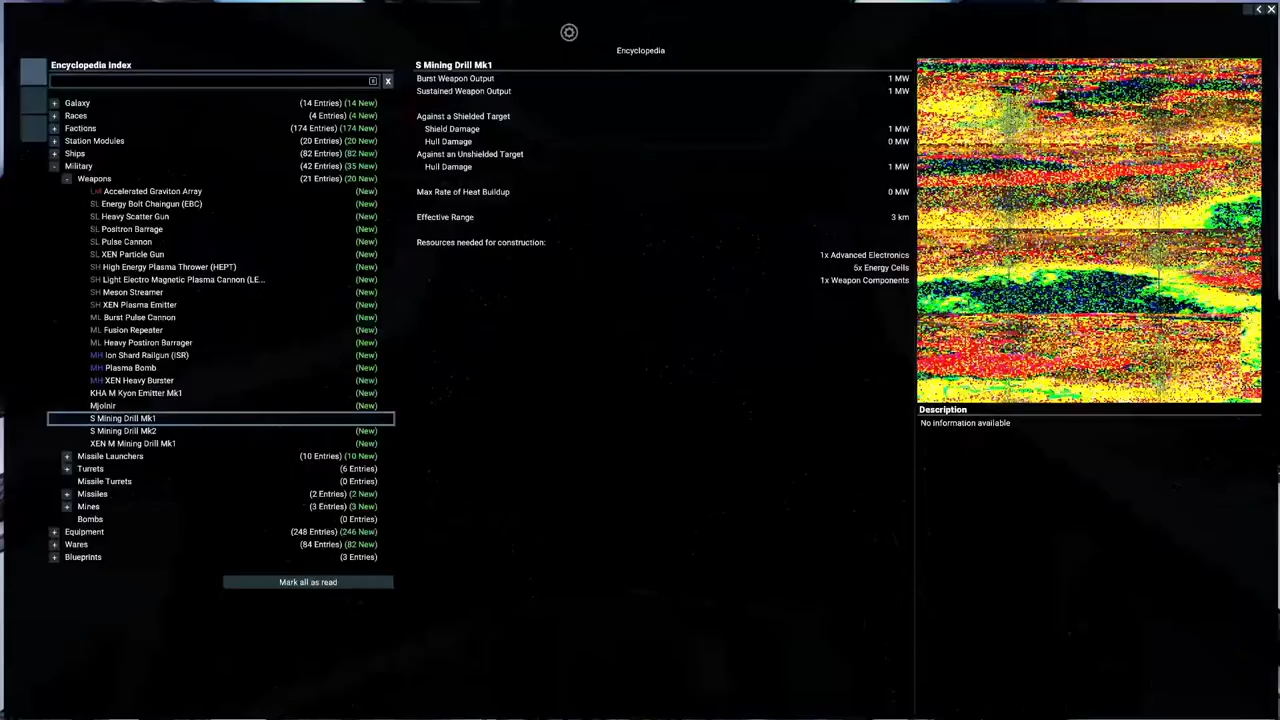 Encyclopedia
Encyclopedia Index
x
Galaxy (14 Entries) (14 New)
Races (4 Entries) (4 New)
Factions (174 Entries) (174 New)
Station Modules (20 Entries) (20 New)
Ships (82 Entries) (82 New)
Military (42 Entries) (35 New)
Weapons (21 Entries) (20 New)
Accelerated Graviton Array (New)
SL Energy Bolt Chaingun (EBC) (New)
SL Heavy Scatter Gun (New)
SL Positron Barrage (New)
SL Pulse Cannon (New)
SL XEN Particle Gun (New)
SH High Energy Plasma Thrower (HEPT) (New)
SH Light Electro Magnetic Plasma Cannon (LE... (New)
SH Meson Streamer (New)
SH XEN Plasma Emitter (New)
ML Burst Pulse Cannon (New)
ML Fusion Repeater (New)
ML Heavy Postiron Barrager (New)
MH Ion Shard Railgun (ISR) (New)
MH Plasma Bomb (New)
MH XEN Heavy Burster (New)
KHA M Kyon Emitter Mk1 (New)
Mjolnir (New)
S Mining Drill Mk1
S Mining Drill Mk2 (New)
XEN M Mining Drill Mk1 (New)
Missile Launchers (10 Entries) (10 New)
Turrets (6 Entries)
Missile Turrets (0 Entries)
Missiles (2 Entries) (2 New)
Mines (3 Entries) (3 New)
Bombs (0 Entries)
Equipment (248 Entries) (246 New)
Wares (84 Entries) (82 New)
Blueprints (3 Entries)
Mark all as read
S Mining Drill Mk1
Burst Weapon Output 1 MW
Sustained Weapon Output 1 MW
Against a Shielded Target
Shield Damage 1 MW
Hull Damage 0 MW
Against an Unshielded Target
Hull Damage 1 MW
Max Rate of Heat Buildup 0 MW
Effective Range 3 km
Resources needed for construction:
1x Advanced Electronics
5x Energy Cells
1x Weapon Components
Description
No information available